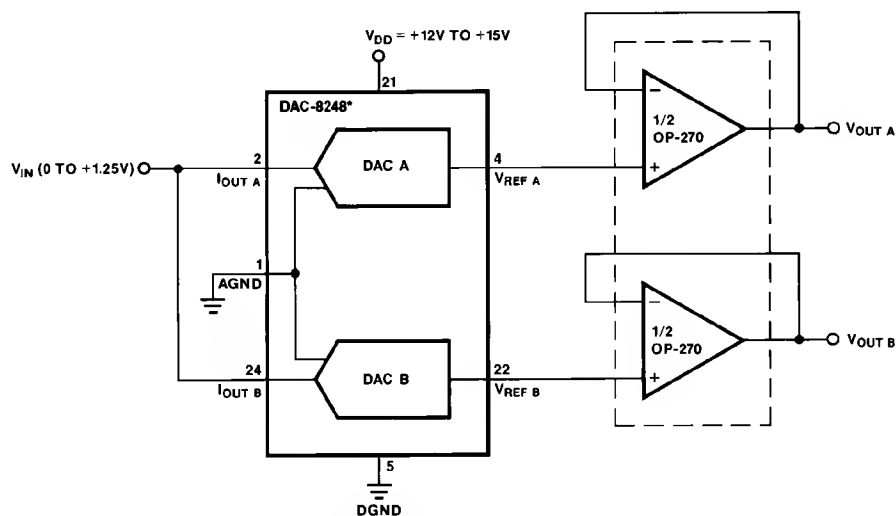 VDD = +12V TO +15V
21
DAC-8248*
VIN (0 TO +1.25V)
2
IOUT A
DAC A
4
VREF A
−
1/2
OP-270
+
VOUT A
1
AGND
24
IOUT B
DAC B
22
VREF B
−
1/2
OP-270
+
VOUT B
5
DGND